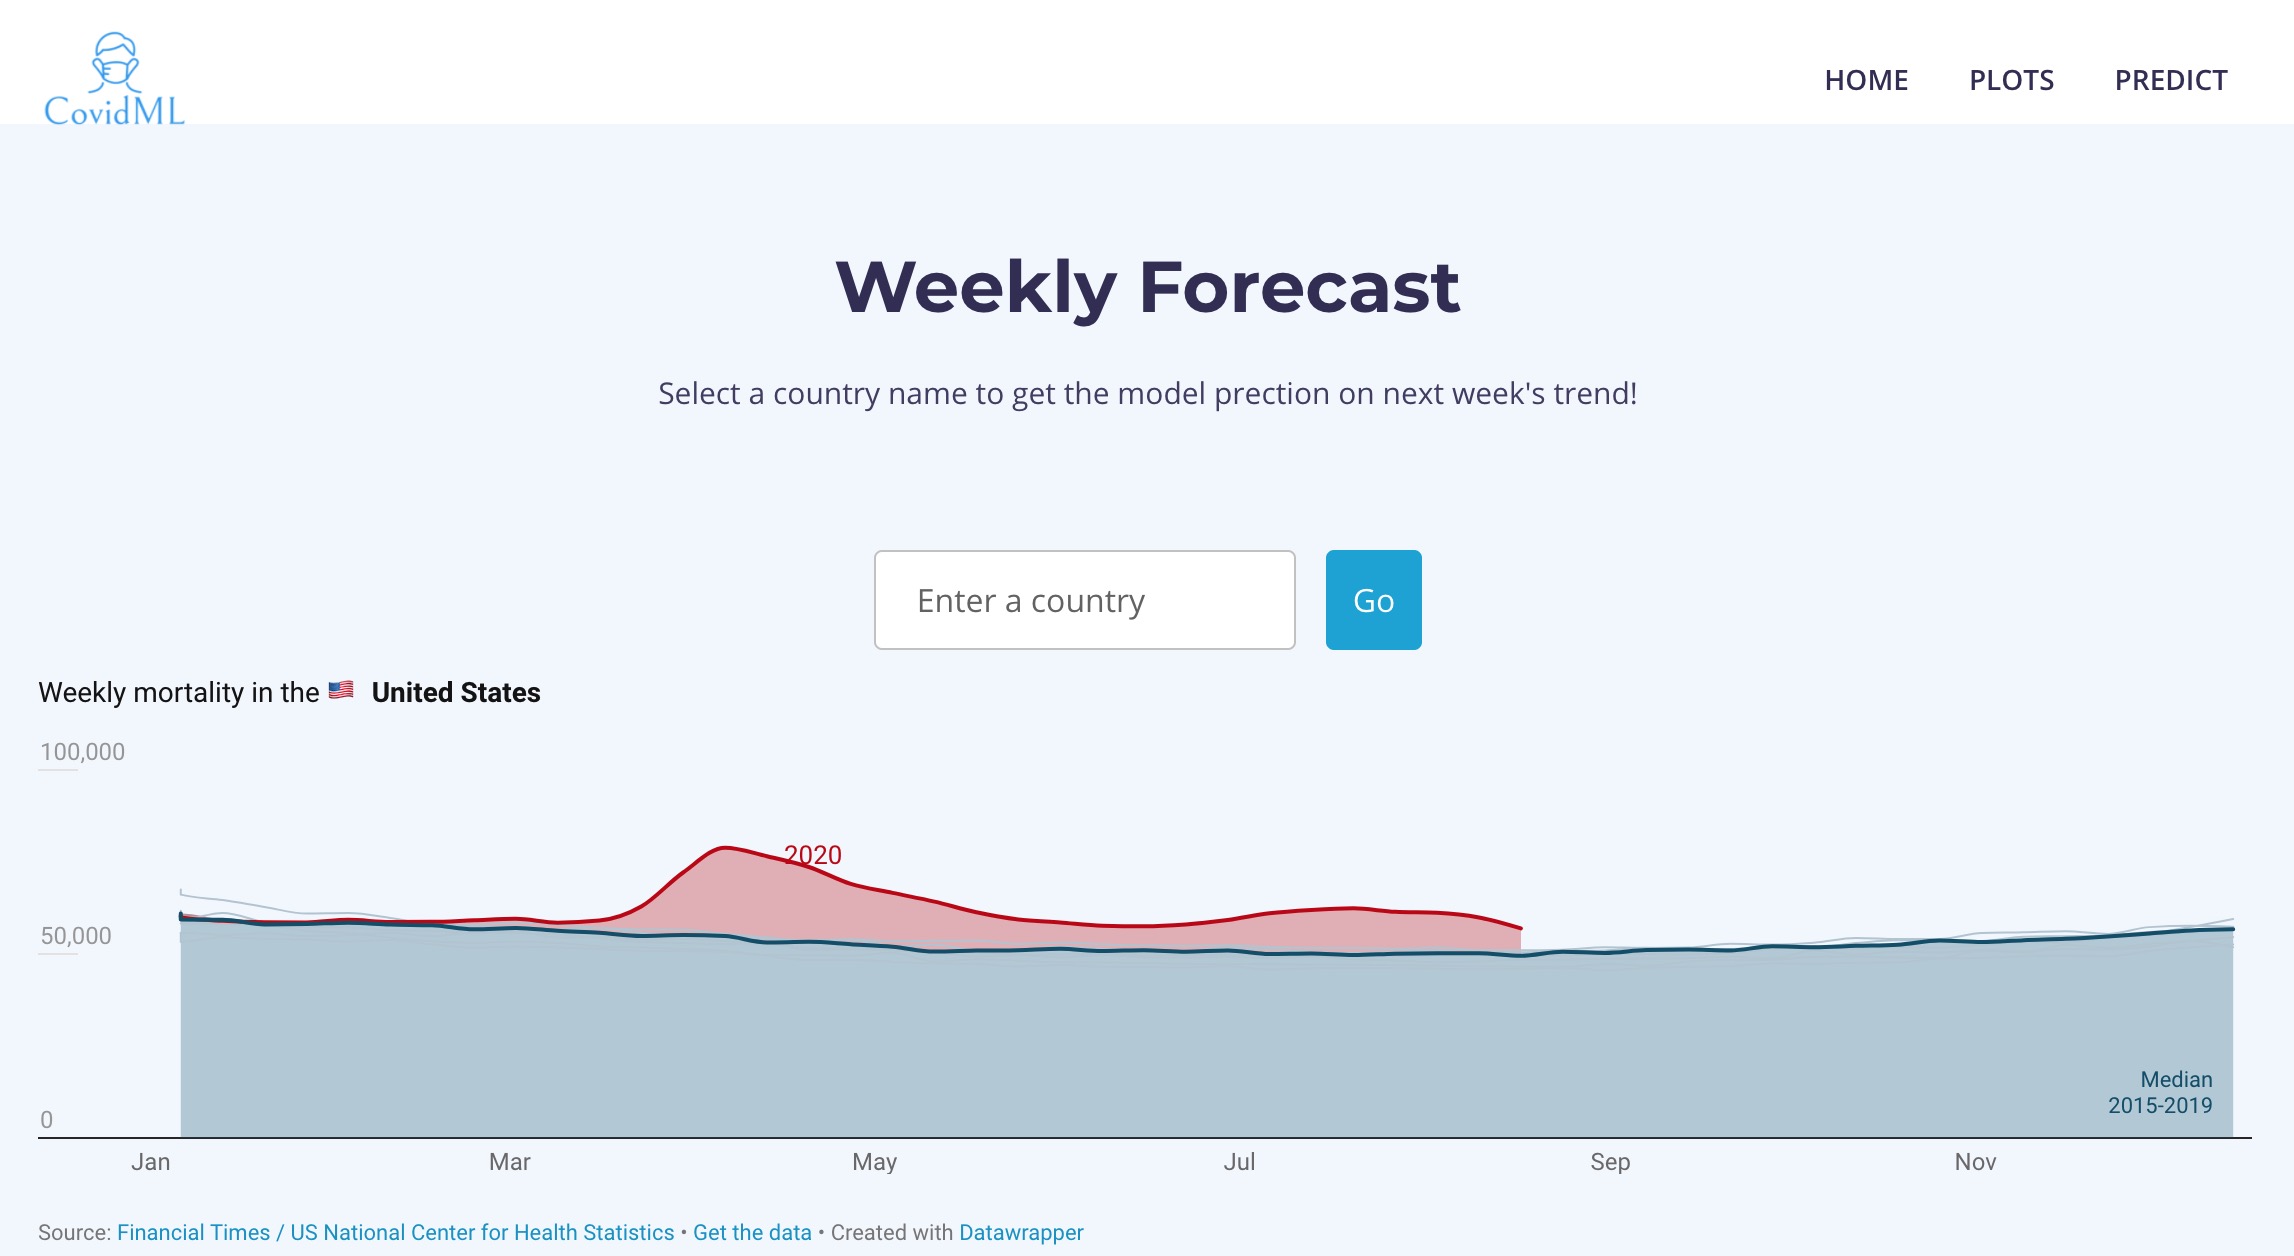 CovidML
HOME PLOTS PREDICT
Weekly Forecast
Select a country name to get the model prection on next week's trend!
Enter a country Go
Weekly mortality in the 🇺🇸 United States
100,000
2020
50,000
Median
2015-2019
0
Jan Mar May Jul Sep Nov
Source: Financial Times / US National Center for Health Statistics • Get the data • Created with Datawrapper